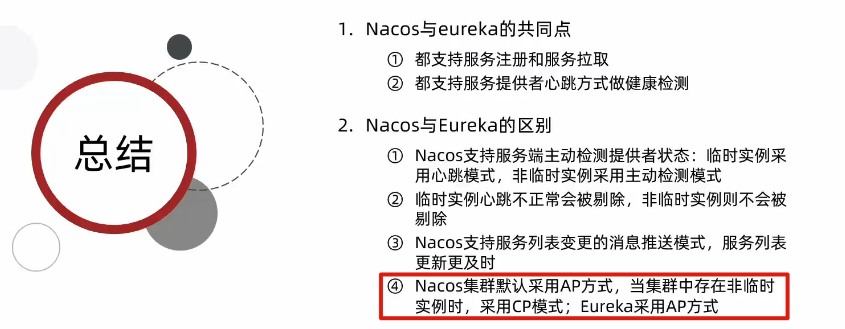 总结
1. Nacos与eureka的共同点
① 都支持服务注册和服务拉取
② 都支持服务提供者心跳方式做健康检测
2. Nacos与Eureka的区别
① Nacos支持服务端主动检测提供者状态：临时实例采
用心跳模式，非临时实例采用主动检测模式
② 临时实例心跳不正常会被剔除，非临时实例则不会被
剔除
③ Nacos支持服务列表变更的消息推送模式，服务列表
更新更及时
④ Nacos集群默认采用AP方式，当集群中存在非临时
实例时，采用CP模式；Eureka采用AP方式